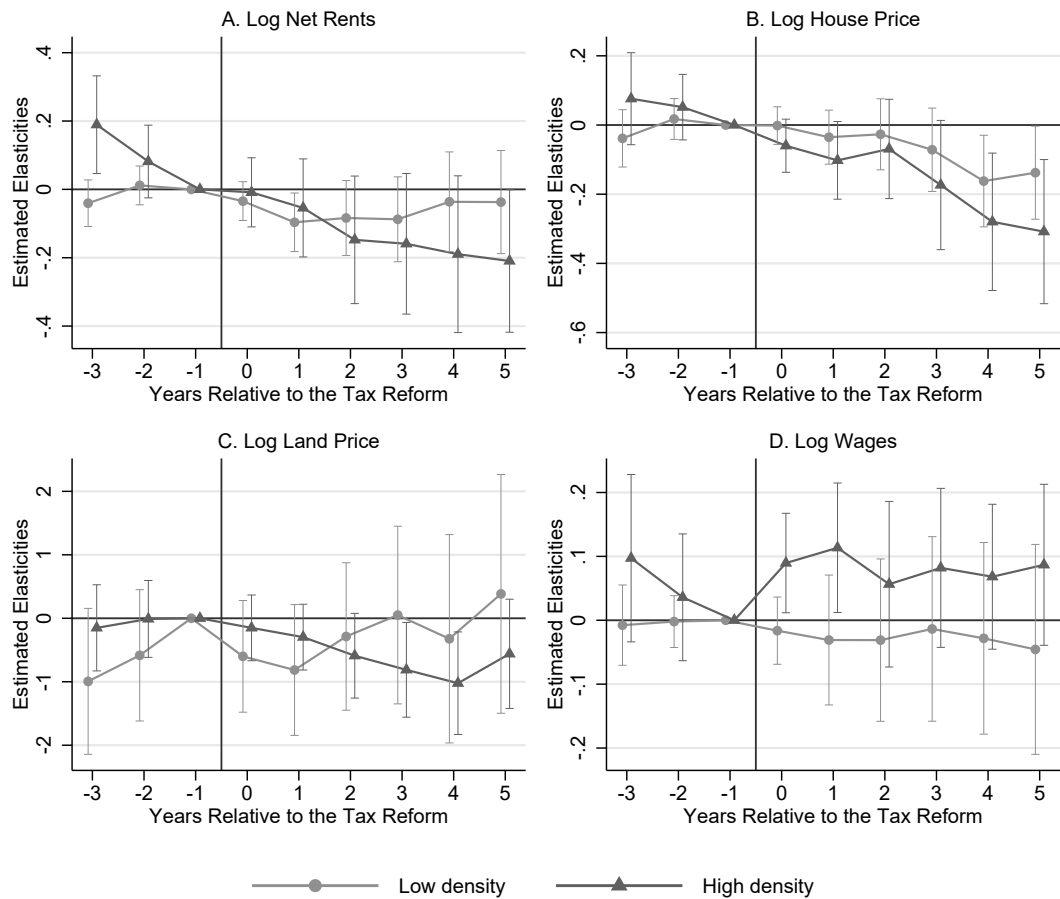 A. Log Net Rents
Estimated Elasticities
.4
.2
0
-.2
-.4
-3 -2 -1 0 1 2 3 4 5
Years Relative to the Tax Reform
B. Log House Price
Estimated Elasticities
.2
0
-.2
-.4
-.6
-3 -2 -1 0 1 2 3 4 5
Years Relative to the Tax Reform
C. Log Land Price
Estimated Elasticities
2
1
0
-1
-2
-3 -2 -1 0 1 2 3 4 5
Years Relative to the Tax Reform
D. Log Wages
Estimated Elasticities
.2
.1
0
-.1
-.2
-3 -2 -1 0 1 2 3 4 5
Years Relative to the Tax Reform
Low density
High density